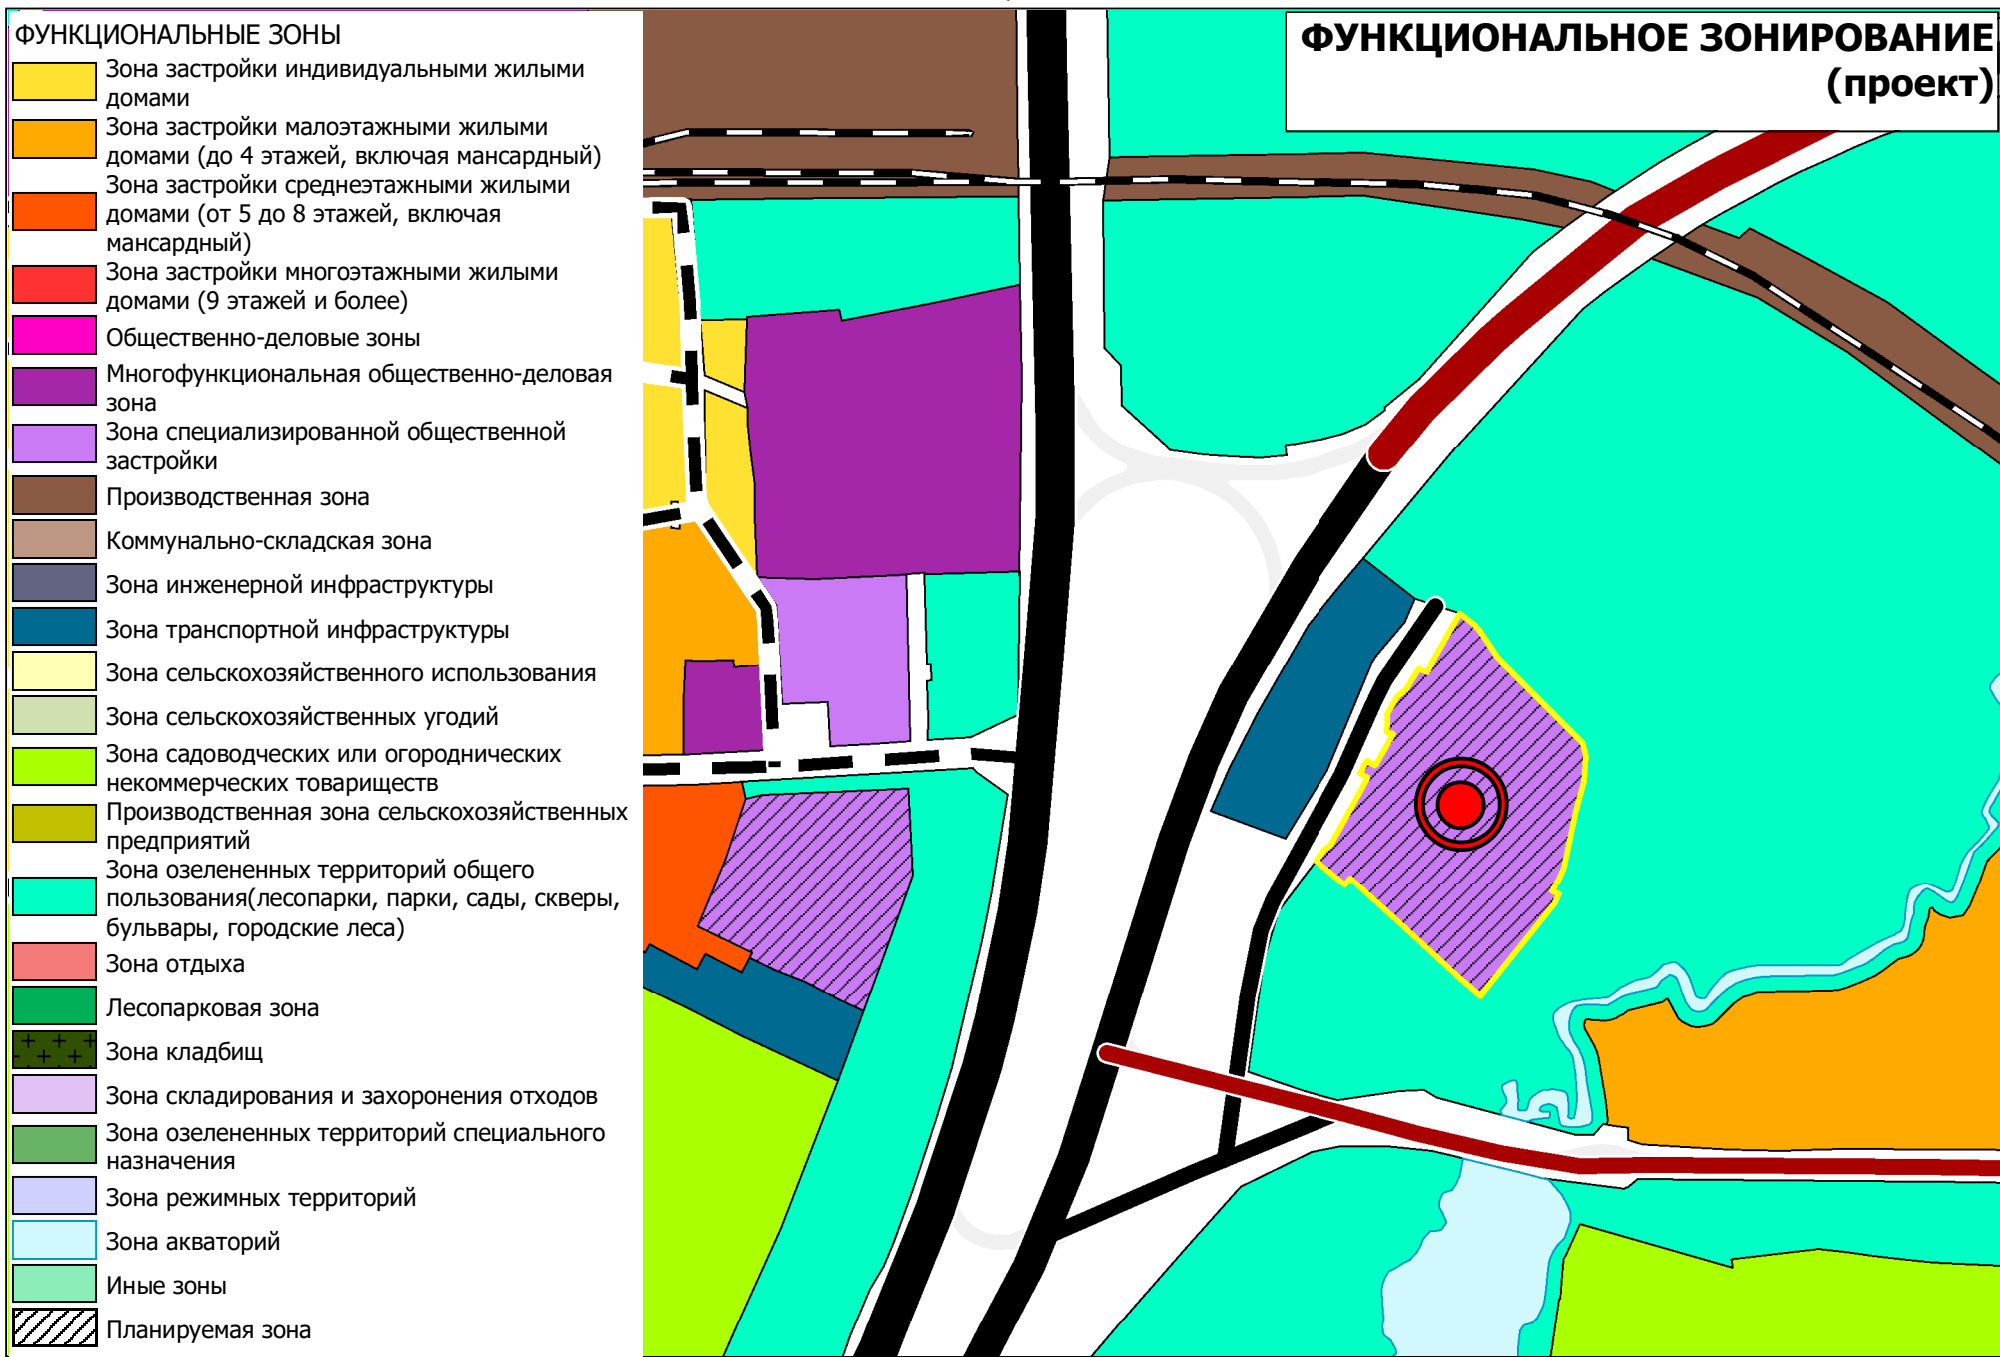 ФУНКЦИОНАЛЬНОЕ ЗОНИРОВАНИЕ
(проект)
ФУНКЦИОНАЛЬНЫЕ ЗОНЫ
Зона застройки индивидуальными жилыми
домами
Зона застройки малоэтажными жилыми
домами (до 4 этажей, включая мансардный)
Зона застройки среднеэтажными жилыми
домами (от 5 до 8 этажей, включая
мансардный)
Зона застройки многоэтажными жилыми
домами (9 этажей и более)
Общественно-деловые зоны
Многофункциональная общественно-деловая
зона
Зона специализированной общественной
застройки
Производственная зона
Коммунально-складская зона
Зона инженерной инфраструктуры
Зона транспортной инфраструктуры
Зона сельскохозяйственного использования
Зона сельскохозяйственных угодий
Зона садоводческих или огороднических
некоммерческих товариществ
Производственная зона сельскохозяйственных
предприятий
Зона озелененных территорий общего
пользования(лесопарки, парки, сады, скверы,
бульвары, городские леса)
Зона отдыха
Лесопарковая зона
Зона кладбищ
Зона складирования и захоронения отходов
Зона озелененных территорий специального
назначения
Зона режимных территорий
Зона акваторий
Иные зоны
Планируемая зона